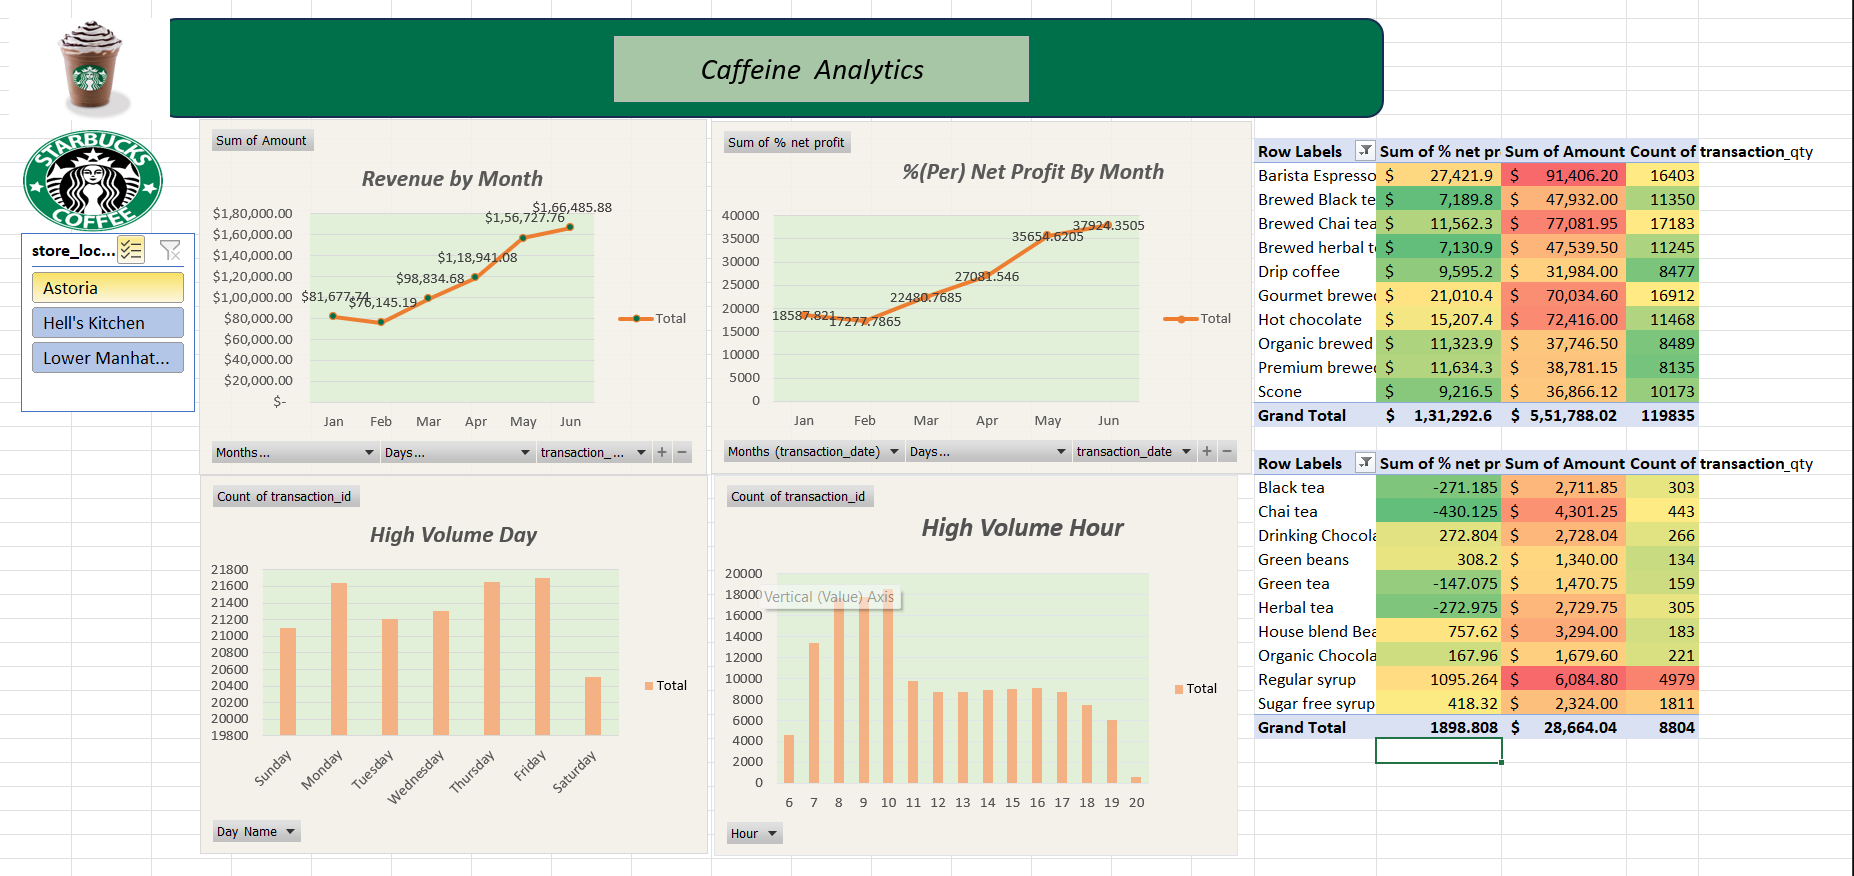 Caffeine Analytics
STARBUCKS
COFFEE
store_loc...
Astoria
Hell's Kitchen
Lower Manhat...
Sum of Amount
Revenue by Month
$1,80,000.00
$1,60,000.00
$1,40,000.00
$1,20,000.00
$1,00,000.00
$80,000.00
$60,000.00
$40,000.00
$20,000.00
$-
$81,677.74
$76,145.19
$98,834.68
$1,18,941.08
$1,56,727.76
$1,66,485.88
Total
Jan Feb Mar Apr May Jun
Months... Days... transaction_... + −
Sum of % net profit
%(Per) Net Profit By Month
40000
35000
30000
25000
20000
15000
10000
5000
0
18587.821
17277.7865
22480.7685
27081.546
35654.6205
37924.3505
Total
Jan Feb Mar Apr May Jun
Months (transaction_date) Days... transaction_date + −
Count of transaction_id
High Volume Day
21800
21600
21400
21200
21000
20800
20600
20400
20200
20000
19800
Total
Sunday Monday Tuesday Wednesday Thursday Friday Saturday
Day Name
Count of transaction_id
High Volume Hour
20000
18000
16000
14000
12000
10000
8000
6000
4000
2000
0
Vertical (Value) Axis
Total
6 7 8 9 10 11 12 13 14 15 16 17 18 19 20
Hour
Row Labels Sum of % net pr Sum of Amount Count of transaction_qty
Barista Espresso $ 27,421.9 $ 91,406.20 16403
Brewed Black te $ 7,189.8 $ 47,932.00 11350
Brewed Chai tea $ 11,562.3 $ 77,081.95 17183
Brewed herbal t $ 7,130.9 $ 47,539.50 11245
Drip coffee $ 9,595.2 $ 31,984.00 8477
Gourmet brewe $ 21,010.4 $ 70,034.60 16912
Hot chocolate $ 15,207.4 $ 72,416.00 11468
Organic brewed $ 11,323.9 $ 37,746.50 8489
Premium brewe $ 11,634.3 $ 38,781.15 8135
Scone $ 9,216.5 $ 36,866.12 10173
Grand Total $ 1,31,292.6 $ 5,51,788.02 119835
Row Labels Sum of % net pr Sum of Amount Count of transaction_qty
Black tea -271.185 $ 2,711.85 303
Chai tea -430.125 $ 4,301.25 443
Drinking Chocola 272.804 $ 2,728.04 266
Green beans 308.2 $ 1,340.00 134
Green tea -147.075 $ 1,470.75 159
Herbal tea -272.975 $ 2,729.75 305
House blend Bea 757.62 $ 3,294.00 183
Organic Chocola 167.96 $ 1,679.60 221
Regular syrup 1095.264 $ 6,084.80 4979
Sugar free syrup 418.32 $ 2,324.00 1811
Grand Total 1898.808 $ 28,664.04 8804